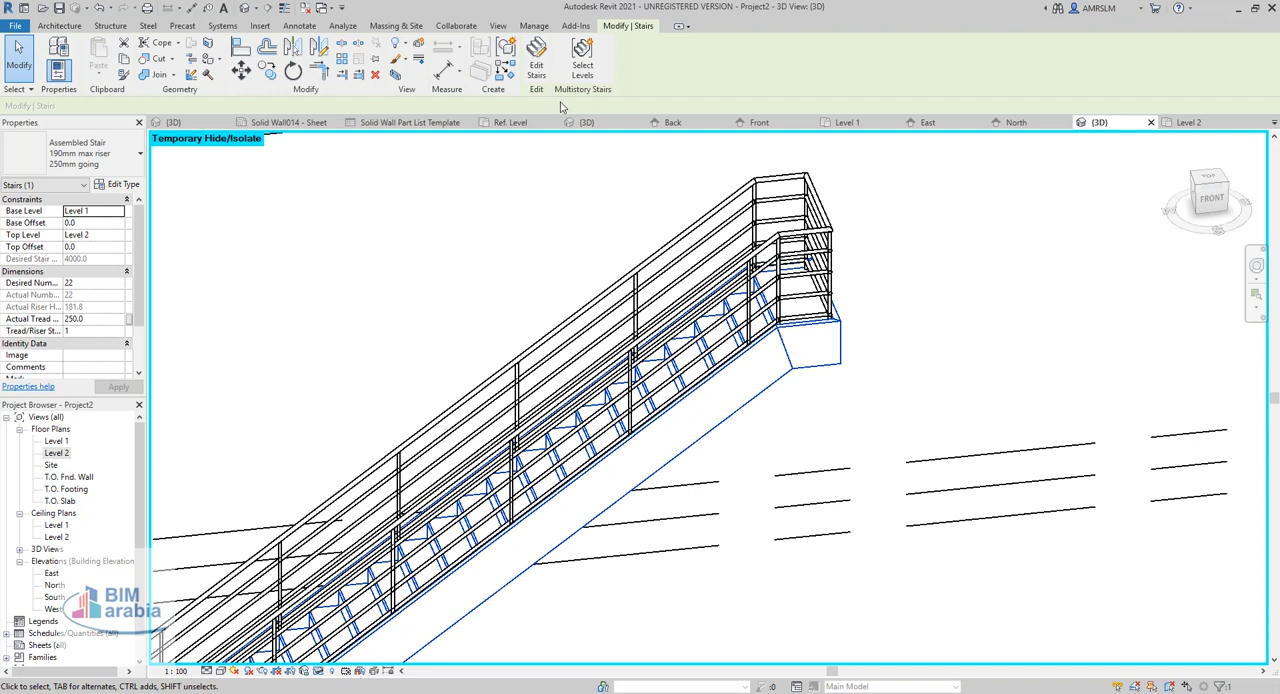 Autodesk Revit 2021 - UNREGISTERED VERSION - Project2 - 3D View: {3D}
AMRSLM
File Architecture Structure Steel Precast Systems Insert Annotate Analyze Massing & Site Collaborate View Manage Add-Ins Modify | Stairs
Modify
Properties
Paste
Cope
Cut
Join
Edit Stairs
Select Levels
Select Properties Clipboard Geometry Modify View Measure Create Edit Multistory Stairs
Modify | Stairs
Properties
{3D} Solid Wall014 - Sheet Solid Wall Part List Template Ref. Level {3D} Back Front Level 1 East North {3D} Level 2
Temporary Hide/Isolate
TOP
FRONT
Assembled Stair
190mm max riser
250mm going
Stairs (1) Edit Type
Constraints
Base Level Level 1
Base Offset 0.0
Top Level Level 2
Top Offset 0.0
Desired Stair ... 4000.0
Dimensions
Desired Num... 22
Actual Numb... 22
Actual Riser H... 181.8
Actual Tread ... 250.0
Tread/Riser St... 1
Identity Data
Image
Comments
Properties help Apply
Project Browser - Project2
Views (all)
Floor Plans
Level 1
Level 2
Site
T.O. Fnd. Wall
T.O. Footing
T.O. Slab
Ceiling Plans
Level 1
Level 2
3D Views
Elevations (Building Elevation
East
North
South
West
BIM
arabia
Legends
Schedules/Quantities (all)
Sheets (all)
Families
1 : 100
Click to select, TAB for alternates, CTRL adds, SHIFT unselects.
:0
Main Model
:1